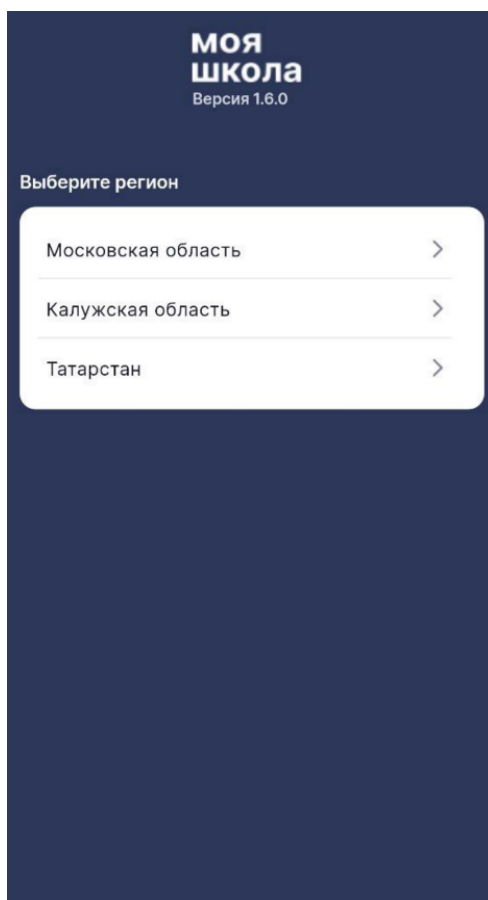 моя
школа
Версия 1.6.0
Выберите регион
Московская область
Калужская область
Татарстан